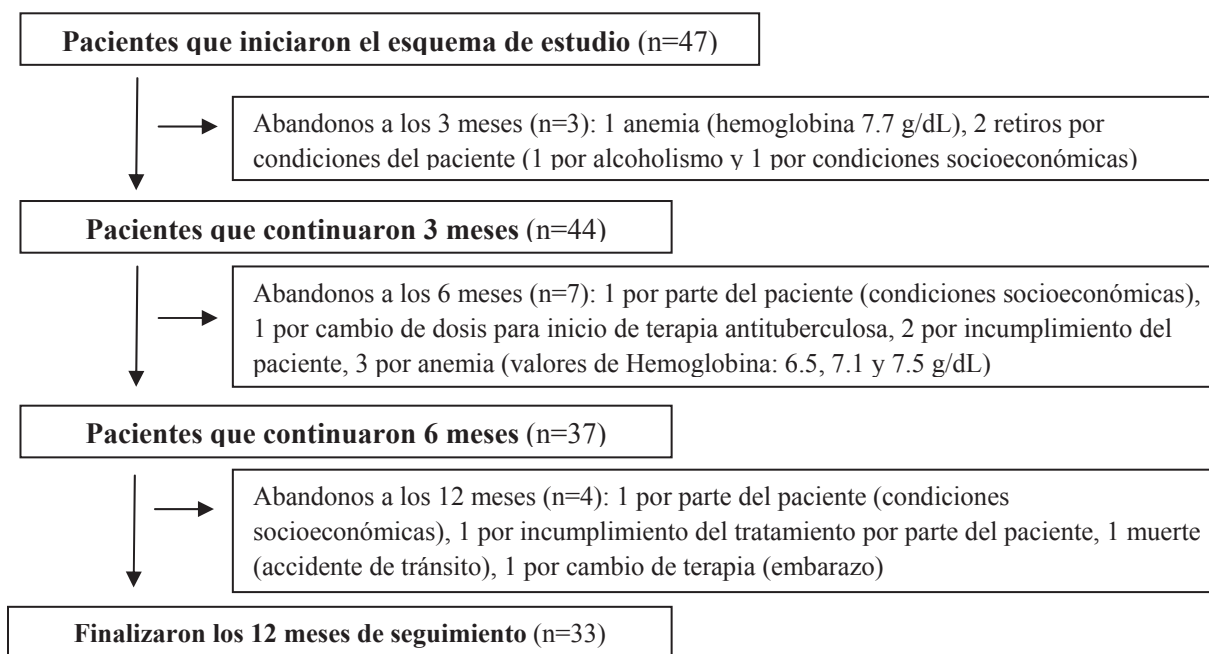 Pacientes que iniciaron el esquema de estudio (n=47)
Abandonos a los 3 meses (n=3): 1 anemia (hemoglobina 7.7 g/dL), 2 retiros por
condiciones del paciente (1 por alcoholismo y 1 por condiciones socioeconómicas)
Pacientes que continuaron 3 meses (n=44)
Abandonos a los 6 meses (n=7): 1 por parte del paciente (condiciones socioeconómicas),
1 por cambio de dosis para inicio de terapia antituberculosa, 2 por incumplimiento del
paciente, 3 por anemia (valores de Hemoglobina: 6.5, 7.1 y 7.5 g/dL)
Pacientes que continuaron 6 meses (n=37)
Abandonos a los 12 meses (n=4): 1 por parte del paciente (condiciones
socioeconómicas), 1 por incumplimiento del tratamiento por parte del paciente, 1 muerte
(accidente de tránsito), 1 por cambio de terapia (embarazo)
Finalizaron los 12 meses de seguimiento (n=33)